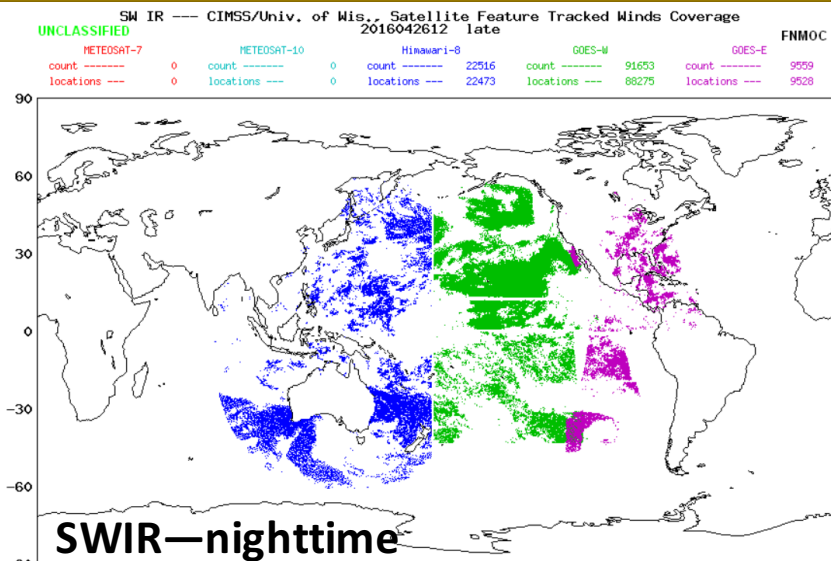 SW IR --- CIMSS/Univ. of Wis., Satellite Feature Tracked Winds Coverage
UNCLASSIFIED 2016042612 late FNMOC
METEOSAT-7 METEOSAT-10 Himawari-8 GOES-W GOES-E
count ------- 0 count ------- 0 count ------- 22516 count ------- 91653 count ------- 9559
locations --- 0 locations --- 0 locations --- 22473 locations --- 88275 locations --- 9528
90
60
30
0
-30
-60
SWIR—nighttime